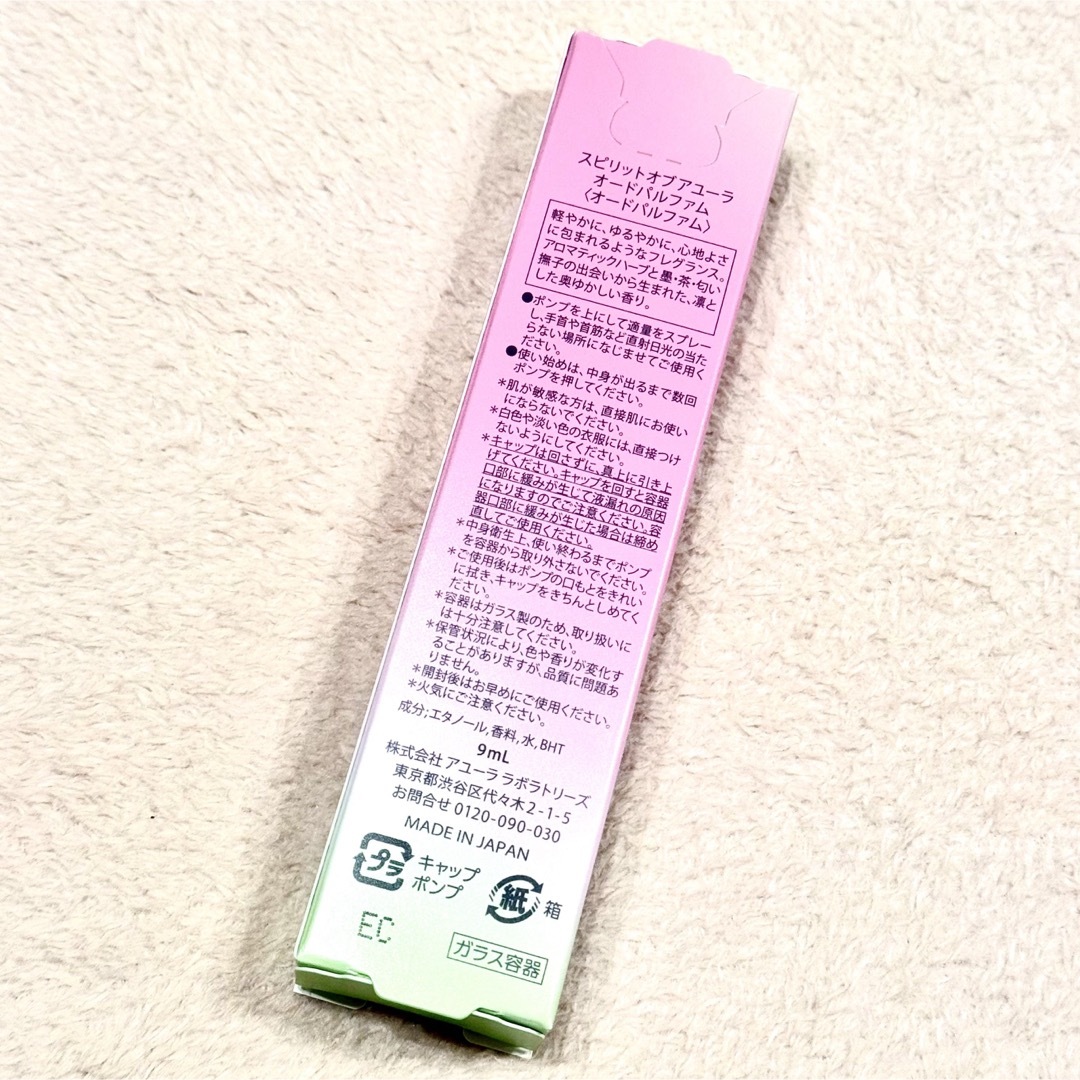 スピリットオブアユーラ
オードパルファム
〈オードパルファム〉
軽やかに、ゆるやかに、心地よさ
に包まれるようなフレグランス。
アロマティックハーブと墨・茶・匂い
撫子の出会いから生まれた、凛と
した奥ゆかしい香り。
●ポンプを上にして適量をスプレー
し、手首や首筋など直射日光の当た
らない場所になじませてご使用く
ださい。
●使い始めは、中身が出るまで数回
ポンプを押してください。
*肌が敏感な方は、直接肌にお使い
にならないでください。
*白色や淡い色の衣服には、直接つけ
ないようにしてください。
*キャップは回さずに、真上に引き上
げてください。キャップを回すと容器
口部に緩みが生じて液漏れの原因
になりますのでご注意ください。容
器口部に緩みが生じた場合は締め
直してご使用ください。
*中身衛生上、使い終わるまでポンプ
を容器から取り外さないでください。
*ご使用後はポンプの口もとをきれい
に拭き、キャップをきちんとしめてく
ださい。
*容器はガラス製のため、取り扱いに
は十分注意してください。
*保管状況により、色や香りが変化す
ることがありますが、品質に問題あ
りません。
*開封後はお早めにご使用ください。
*火気にご注意ください。
成分;エタノール,香料,水,BHT
9mL
株式会社 アユーラ ラボラトリーズ
東京都渋谷区代々木2-1-5
お問合せ 0120-090-030
MADE IN JAPAN
プラ キャップ
ポンプ
紙 箱
EC
ガラス容器